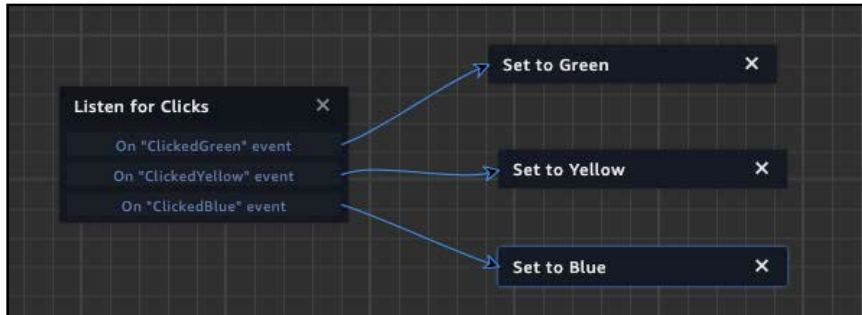 Listen for Clicks
On "ClickedGreen" event
On "ClickedYellow" event
On "ClickedBlue" event
Set to Green
Set to Yellow
Set to Blue